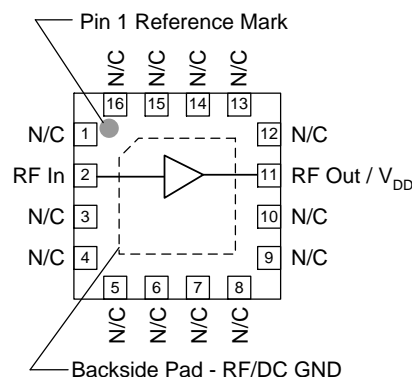 Pin 1 Reference Mark
N/C N/C N/C N/C
16 15 14 13
N/C 1 12 N/C
RF In 2 11 RF Out / VDD
N/C 3 10 N/C
N/C 4 9 N/C
5 6 7 8
N/C N/C N/C N/C
Backside Pad - RF/DC GND